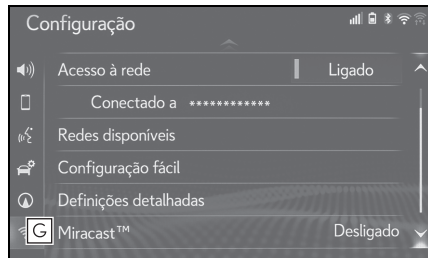 Configuração
Acesso à rede Ligado
Conectado a ************
Redes disponíveis
Configuração fácil
Definições detalhadas
G Miracast™ Desligado